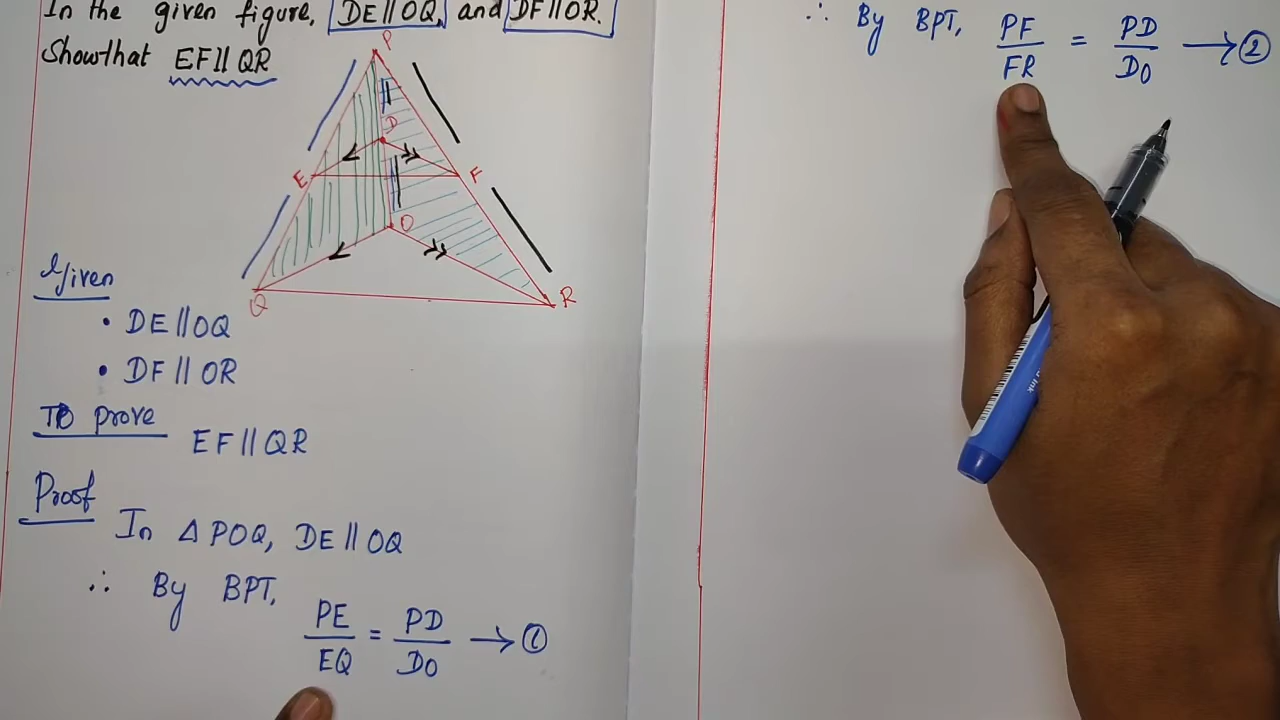 In the given figure, DE||OQ, and DF||OR.
Show that EF||QR
P
D
E
F
O
Q
R
Given
• DE||OQ
• DF||OR
To prove
EF||QR
Proof
In Δ POQ, DE||OQ
∴ By BPT,
PE/EQ = PD/DO → ①
∴ By BPT, PF/FR = PD/DO → ②